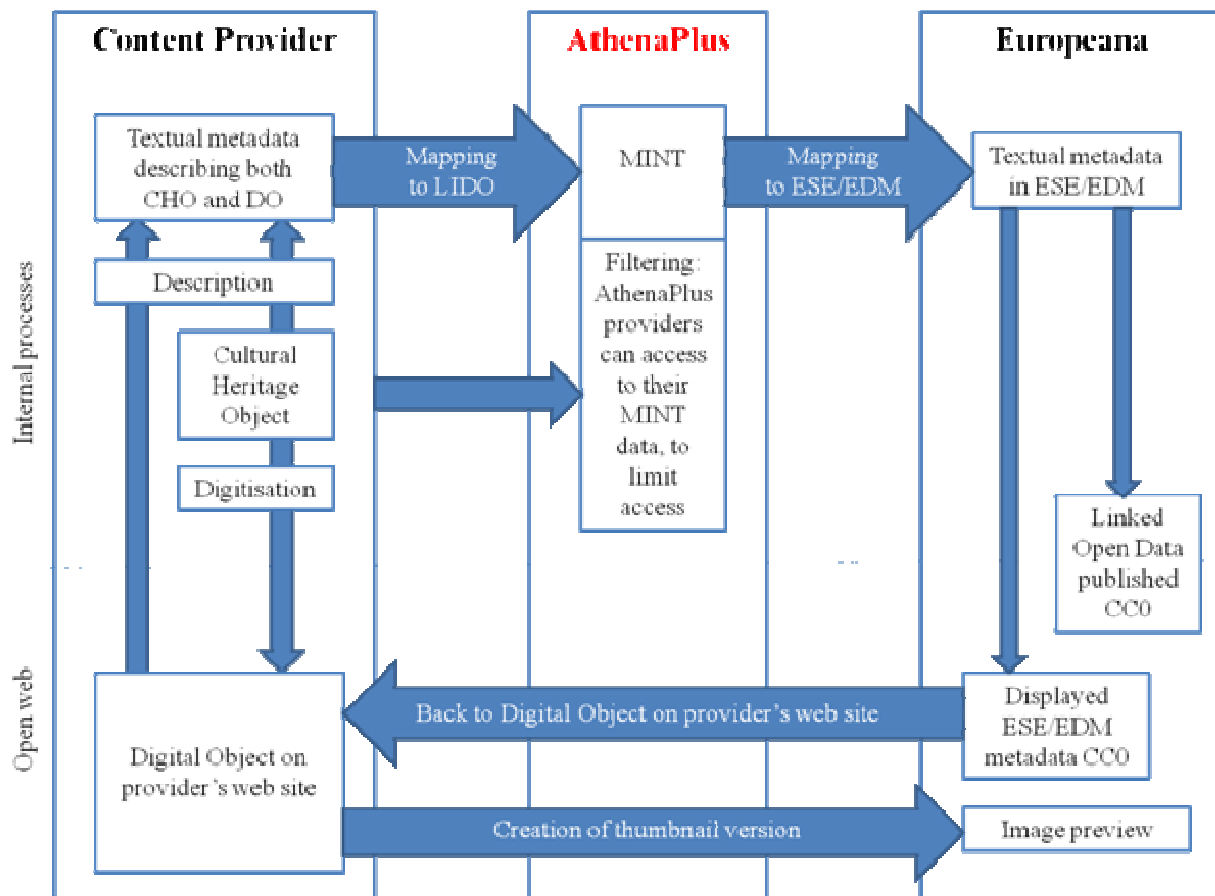 Content Provider
AthenaPlus
Europeana
Textual metadata
describing both
CHO and DO
Mapping
to LIDO
MINT
Mapping
to ESE/EDM
Textual metadata
in ESE/EDM
Description
Filtering:
AthenaPlus
providers
can access
to their
MINT
data, to
limit
access
Cultural
Heritage
Object
Digitisation
Internal processes
Linked
Open Data
published
CC0
Open web
Digital Object on
provider's web site
Back to Digital Object on provider's web site
Displayed
ESE/EDM
metadata CC0
Creation of thumbnail version
Image preview